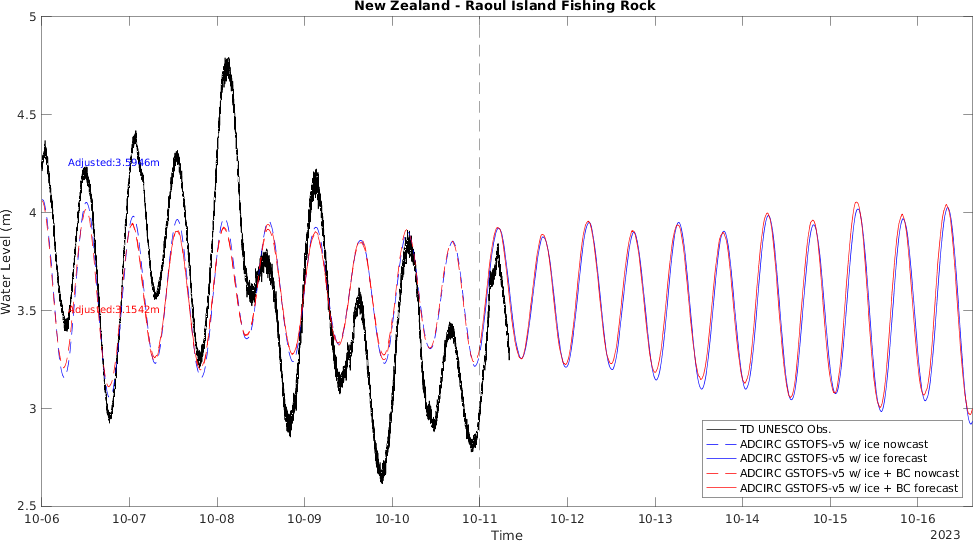 New Zealand - Raoul Island Fishing Rock
5
4.5
4
3.5
3
2.5
Water Level (m)
Adjusted:3.5946m
Adjusted:3.1542m
TD UNESCO Obs.
ADCIRC GSTOFS-v5 w/ ice nowcast
ADCIRC GSTOFS-v5 w/ ice forecast
ADCIRC GSTOFS-v5 w/ ice + BC nowcast
ADCIRC GSTOFS-v5 w/ ice + BC forecast
10-06 10-07 10-08 10-09 10-10 10-11 10-12 10-13 10-14 10-15 10-16
Time
2023